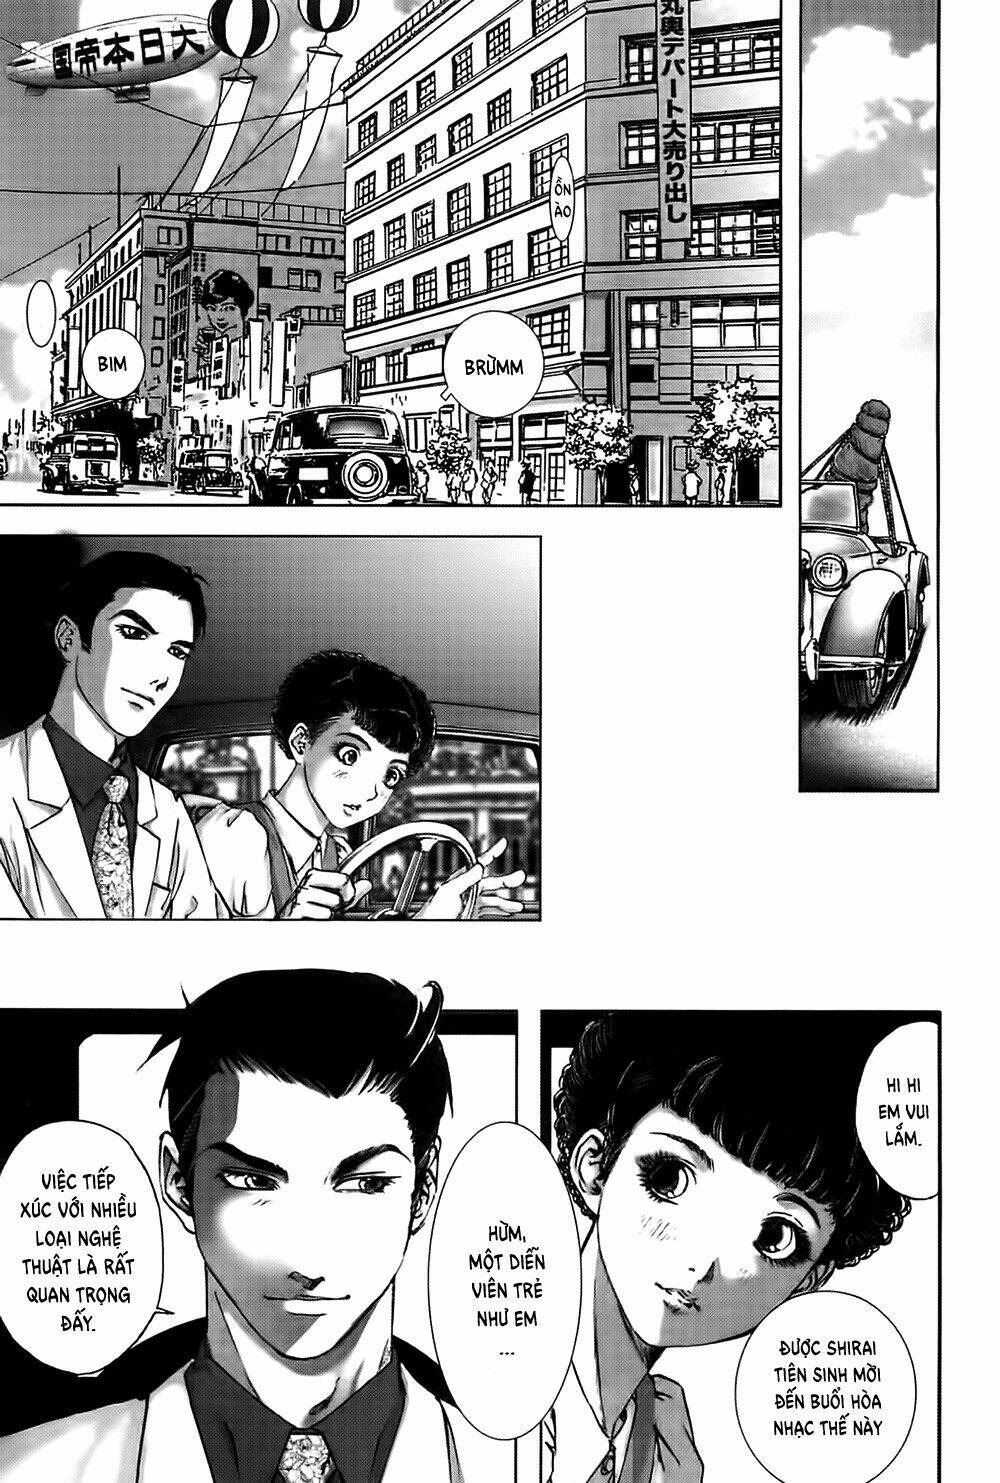 国帝本日大
丸輿デパート大売り出し
ỒN
ÀO
BRỪMM
BIM
HI HI
EM VUI
LẮM.
ĐƯỢC SHIRAI
TIÊN SINH MỜI
ĐẾN BUỔI HÒA
NHẠC THẾ NÀY
HỪM,
MỘT DIỄN
VIÊN TRẺ
NHƯ EM
...
VIỆC TIẾP
XÚC VỚI NHIỀU
LOẠI NGHỆ
THUẬT LÀ RẤT
QUAN TRỌNG
ĐẤY.